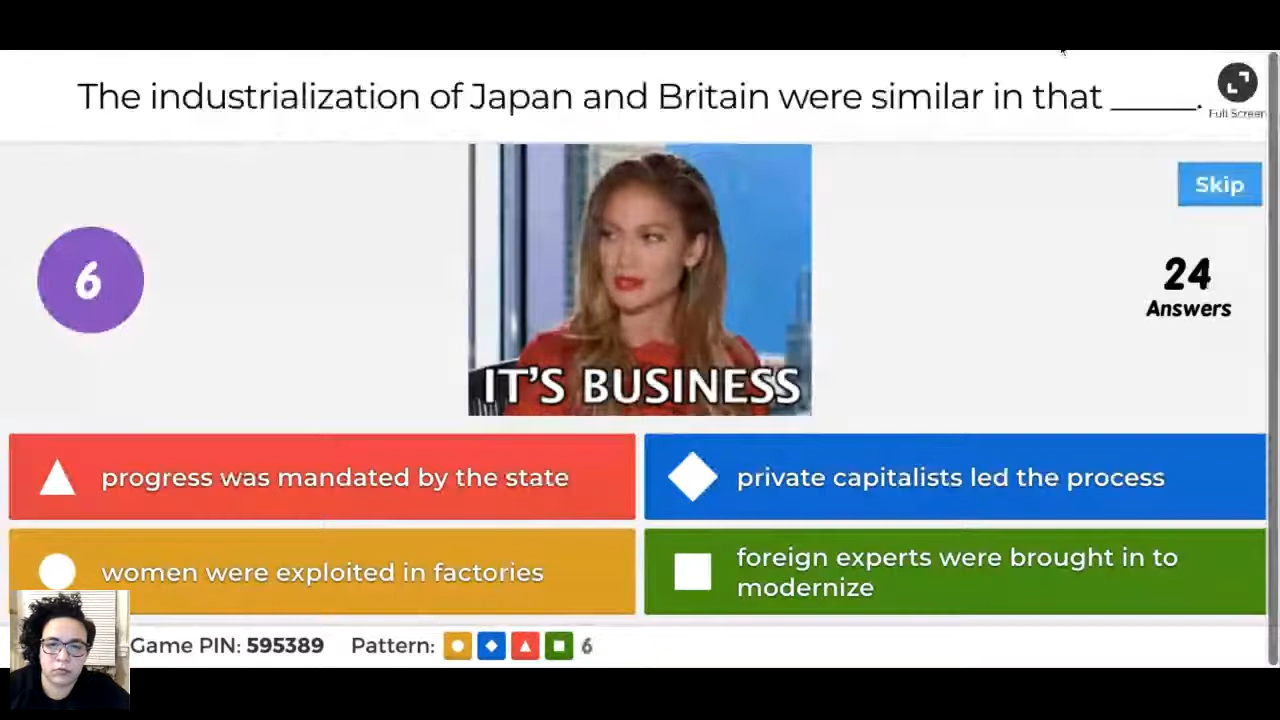 The industrialization of Japan and Britain were similar in that _____.
Full Screen
Skip
6
24
Answers
IT'S BUSINESS
progress was mandated by the state
private capitalists led the process
women were exploited in factories
foreign experts were brought in to
modernize
Game PIN: 595389 Pattern: 6